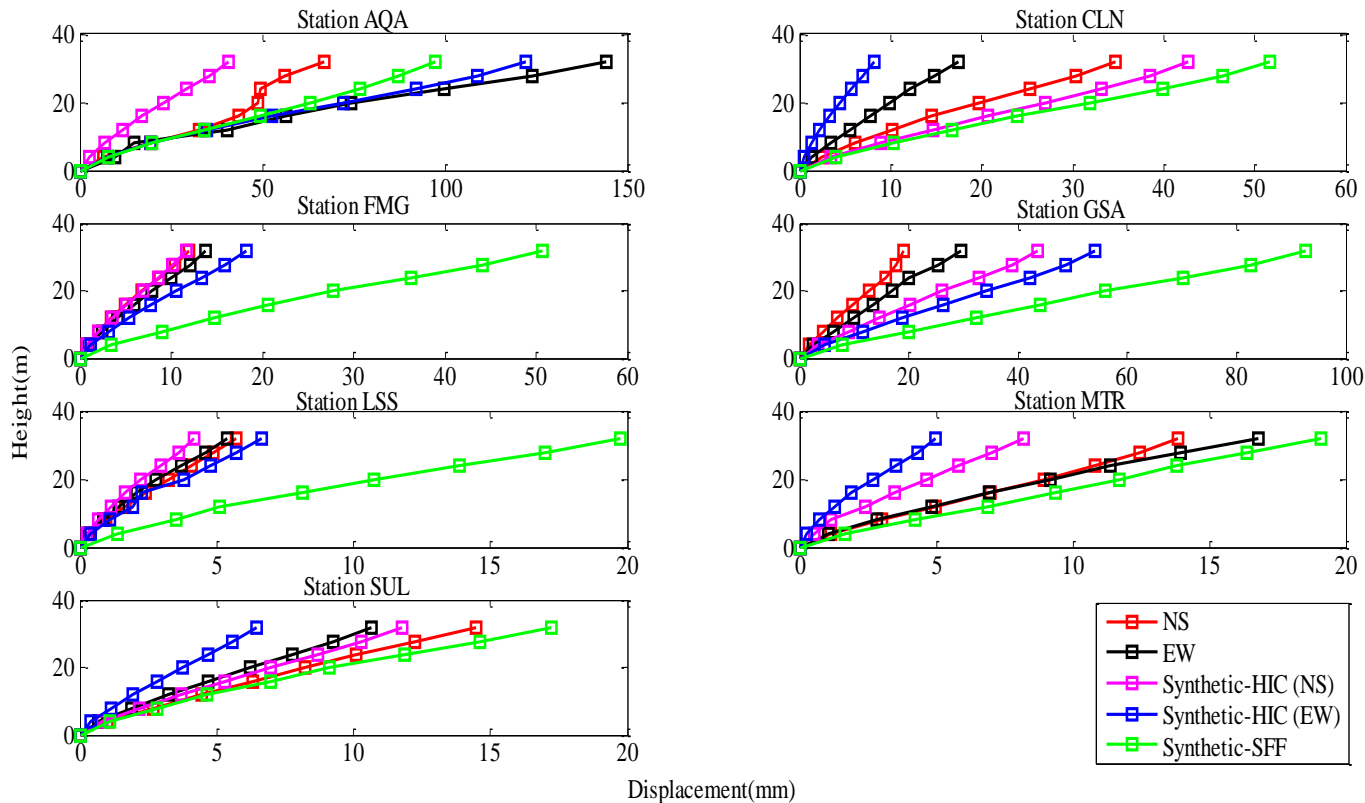 Station AQA
40
20
0
0 50 100 150
Station CLN
40
20
0
0 10 20 30 40 50 60
Station FMG
40
20
0
0 10 20 30 40 50 60
Station GSA
40
20
0
0 20 40 60 80 100
Height(m)
Station LSS
40
20
0
0 5 10 15 20
Station MTR
40
20
0
0 5 10 15 20
Station SUL
40
20
0
0 5 10 15 20
NS
EW
Synthetic-HIC (NS)
Synthetic-HIC (EW)
Synthetic-SFF
Displacement(mm)